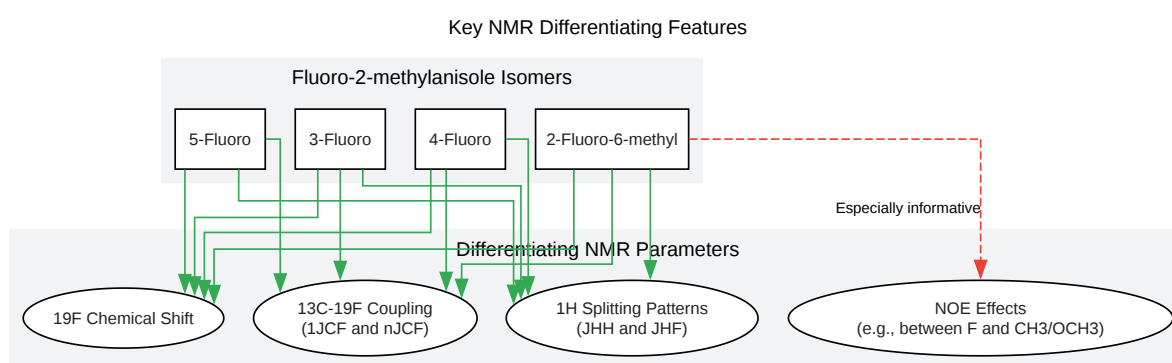 Key NMR Differentiating Features
Fluoro-2-methylanisole Isomers
5-Fluoro
3-Fluoro
4-Fluoro
2-Fluoro-6-methyl
Especially informative
Differentiating NMR Parameters
19F Chemical Shift
13C-19F Coupling
(1JCF and nJCF)
1H Splitting Patterns
(JHH and JHF)
NOE Effects
(e.g., between F and CH3/OCH3)